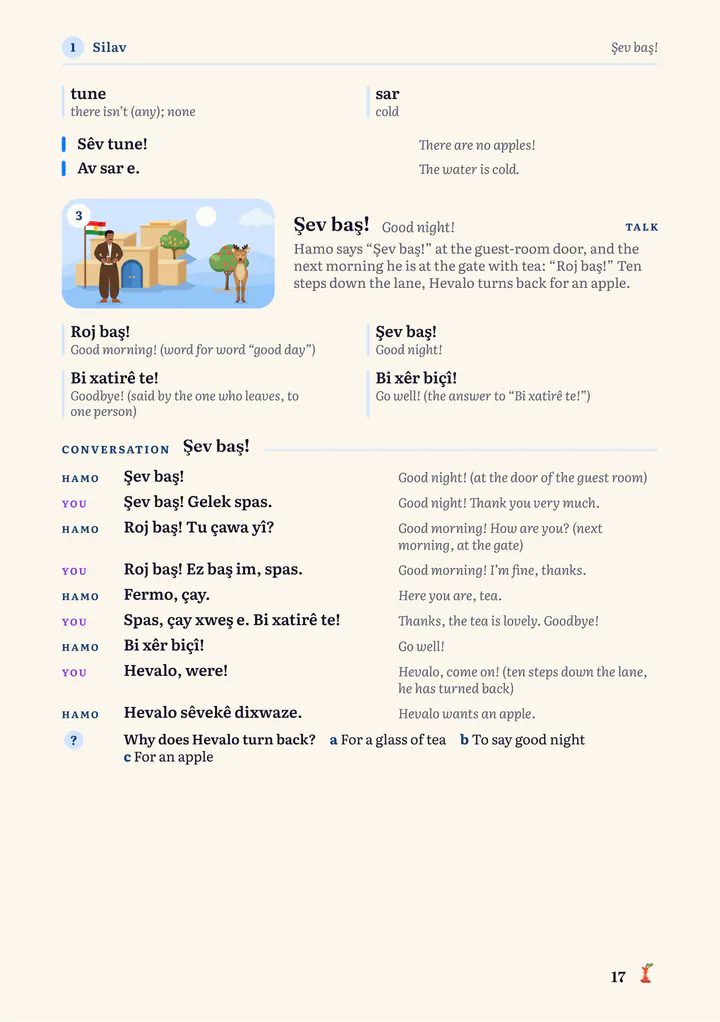 1 Silav Şev baş!
tune sar
there isn’t (any); none cold
Sêv tune! There are no apples!
Av sar e. The water is cold.
3
Şev baş! Good night! TALK
Hamo says “Şev baş!” at the guest-room door, and the
next morning he is at the gate with tea: “Roj baş!” Ten
steps down the lane, Hevalo turns back for an apple.
Roj baş! Şev baş!
Good morning! (word for word “good day”) Good night!
Bi xatirê te! Bi xêr biçî!
Goodbye! (said by the one who leaves, to Go well! (the answer to “Bi xatirê te!”)
one person)
CONVERSATION Şev baş!
HAMO Şev baş! Good night! (at the door of the guest room)
YOU Şev baş! Gelek spas. Good night! Thank you very much.
HAMO Roj baş! Tu çawa yî? Good morning! How are you? (next
morning, at the gate)
YOU Roj baş! Ez baş im, spas. Good morning! I’m fine, thanks.
HAMO Fermo, çay. Here you are, tea.
YOU Spas, çay xweş e. Bi xatirê te! Thanks, the tea is lovely. Goodbye!
HAMO Bi xêr biçî! Go well!
YOU Hevalo, were! Hevalo, come on! (ten steps down the lane,
he has turned back)
HAMO Hevalo sêvekê dixwaze. Hevalo wants an apple.
? Why does Hevalo turn back? a For a glass of tea b To say good night
c For an apple
17